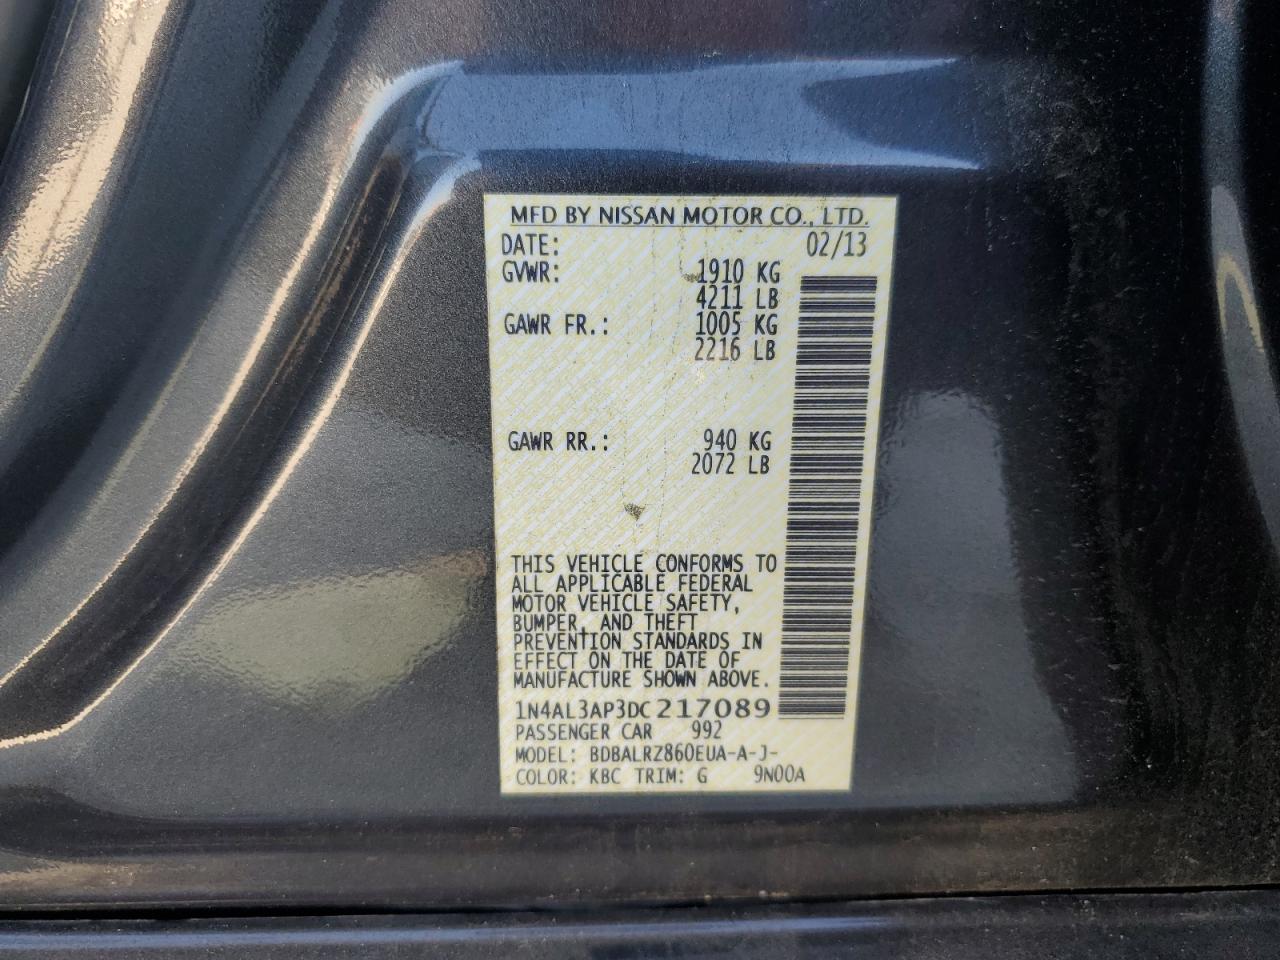 MFD BY NISSAN MOTOR CO., LTD.
DATE: 02/13
GVWR: 1910 KG
4211 LB
GAWR FR.: 1005 KG
2216 LB
GAWR RR.: 940 KG
2072 LB
THIS VEHICLE CONFORMS TO
ALL APPLICABLE FEDERAL
MOTOR VEHICLE SAFETY,
BUMPER, AND THEFT
PREVENTION STANDARDS IN
EFFECT ON THE DATE OF
MANUFACTURE SHOWN ABOVE.
1N4AL3AP3DC217089
PASSENGER CAR 992
MODEL: BDBALRZ860EUA-A-J-
COLOR: KBC TRIM: G 9N00A